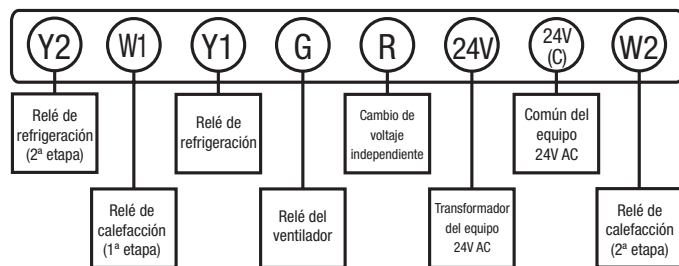 Y2
W1
Y1
G
R
24V
24V
(C)
W2
Relé de
refrigeración
(2ª etapa)
Relé de
refrigeración
Cambio de
voltaje
independiente
Común del
equipo
24V AC
Relé de
calefacción
(1ª etapa)
Relé del
ventilador
Transformador
del equipo
24V AC
Relé de
calefacción
(2ª etapa)